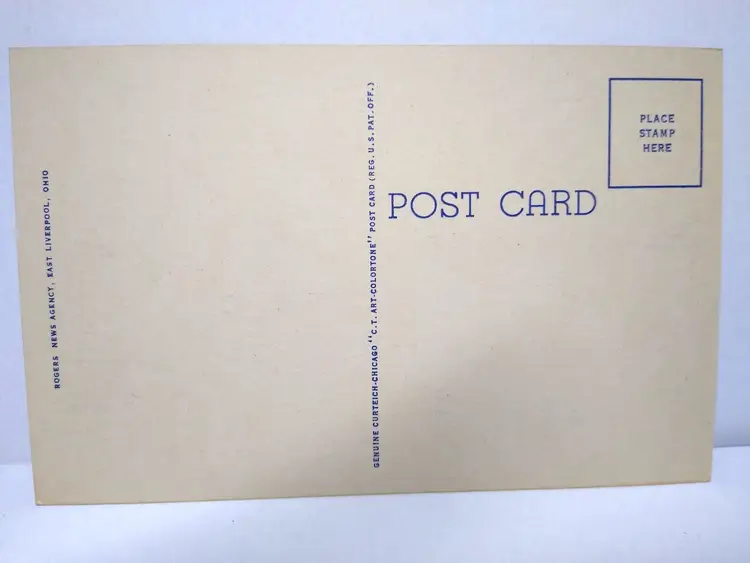 ROGERS NEWS AGENCY, EAST LIVERPOOL, OHIO
GENUINE CURTEICH-CHICAGO "C.T. ART-COLORTONE" POST CARD (REG. U.S. PAT. OFF.)
POST CARD
PLACE
STAMP
HERE